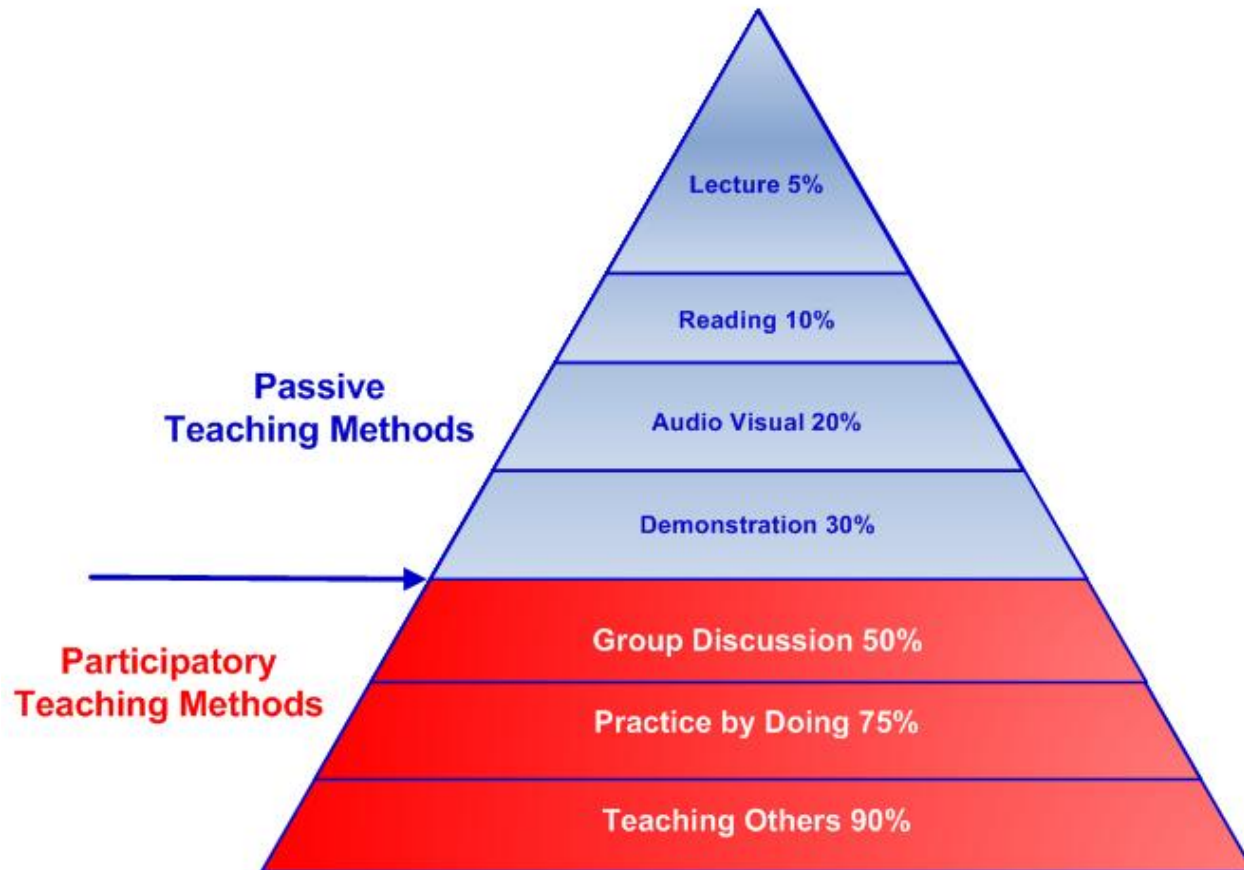 Lecture 5%
Reading 10%
Passive
Teaching Methods
Audio Visual 20%
Demonstration 30%
Participatory
Teaching Methods
Group Discussion 50%
Practice by Doing 75%
Teaching Others 90%